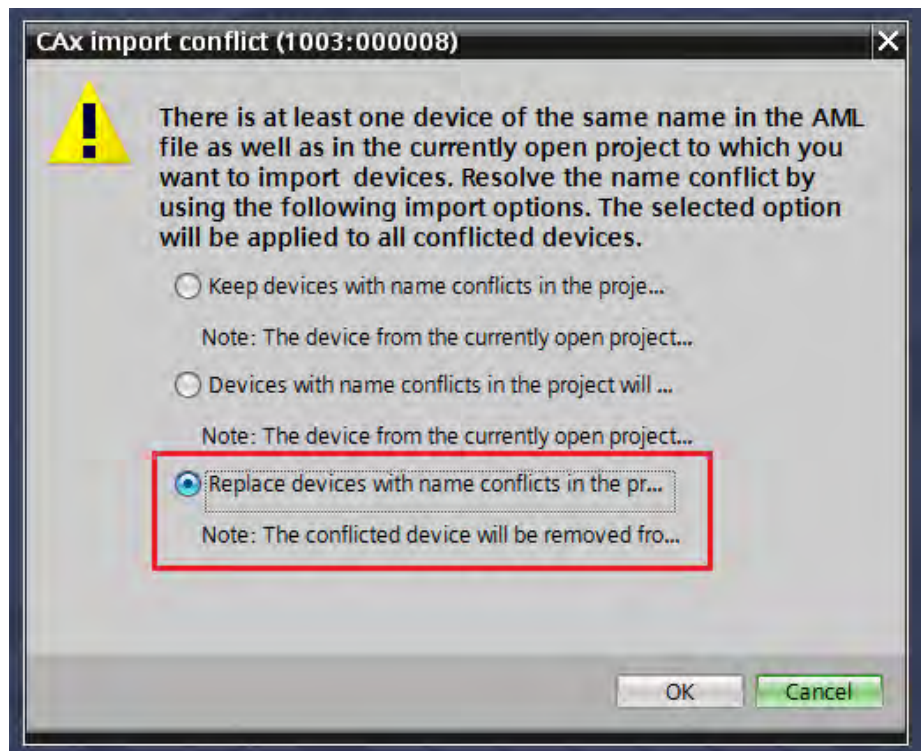 CAx import conflict (1003:000008)
There is at least one device of the same name in the AML
file as well as in the currently open project to which you
want to import devices. Resolve the name conflict by
using the following import options. The selected option
will be applied to all conflicted devices.
Keep devices with name conflicts in the proje...
Note: The device from the currently open project...
Devices with name conflicts in the project will ...
Note: The device from the currently open project...
Replace devices with name conflicts in the pr...
Note: The conflicted device will be removed fro...
OK Cancel